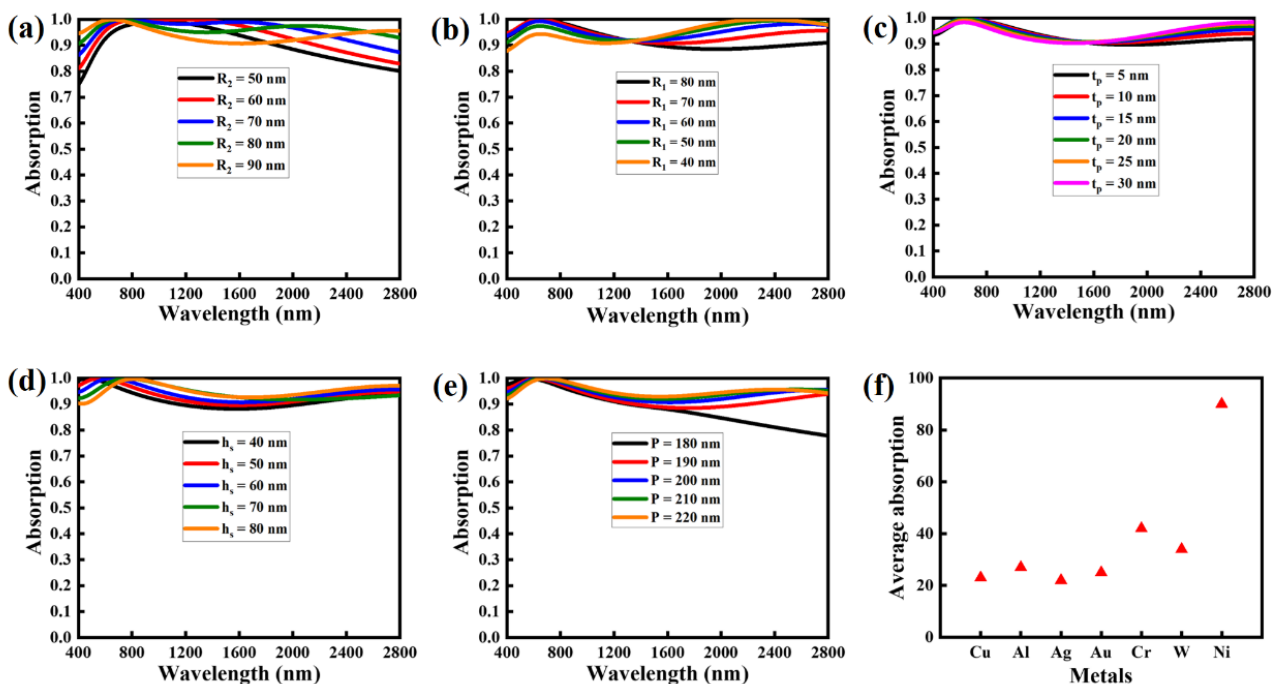 (a)
Absorption
1.0
0.9
0.8
0.7
0.6
0.5
0.4
0.3
0.2
0.1
0.0
R2 = 50 nm
R2 = 60 nm
R2 = 70 nm
R2 = 80 nm
R2 = 90 nm
400 800 1200 1600 2000 2400 2800
Wavelength (nm)
(b)
Absorption
1.0
0.9
0.8
0.7
0.6
0.5
0.4
0.3
0.2
0.1
0.0
R1 = 80 nm
R1 = 70 nm
R1 = 60 nm
R1 = 50 nm
R1 = 40 nm
400 800 1200 1600 2000 2400 2800
Wavelength (nm)
(c)
Absorption
1.0
0.9
0.8
0.7
0.6
0.5
0.4
0.3
0.2
0.1
0.0
tp = 5 nm
tp = 10 nm
tp = 15 nm
tp = 20 nm
tp = 25 nm
tp = 30 nm
400 800 1200 1600 2000 2400 2800
Wavelength (nm)
(d)
Absorption
1.0
0.9
0.8
0.7
0.6
0.5
0.4
0.3
0.2
0.1
0.0
hs = 40 nm
hs = 50 nm
hs = 60 nm
hs = 70 nm
hs = 80 nm
400 800 1200 1600 2000 2400 2800
Wavelength (nm)
(e)
Absorption
1.0
0.9
0.8
0.7
0.6
0.5
0.4
0.3
0.2
0.1
0.0
P = 180 nm
P = 190 nm
P = 200 nm
P = 210 nm
P = 220 nm
400 800 1200 1600 2000 2400 2800
Wavelength (nm)
(f)
Average absorption
100
80
60
40
20
0
Cu Al Ag Au Cr W Ni
Metals